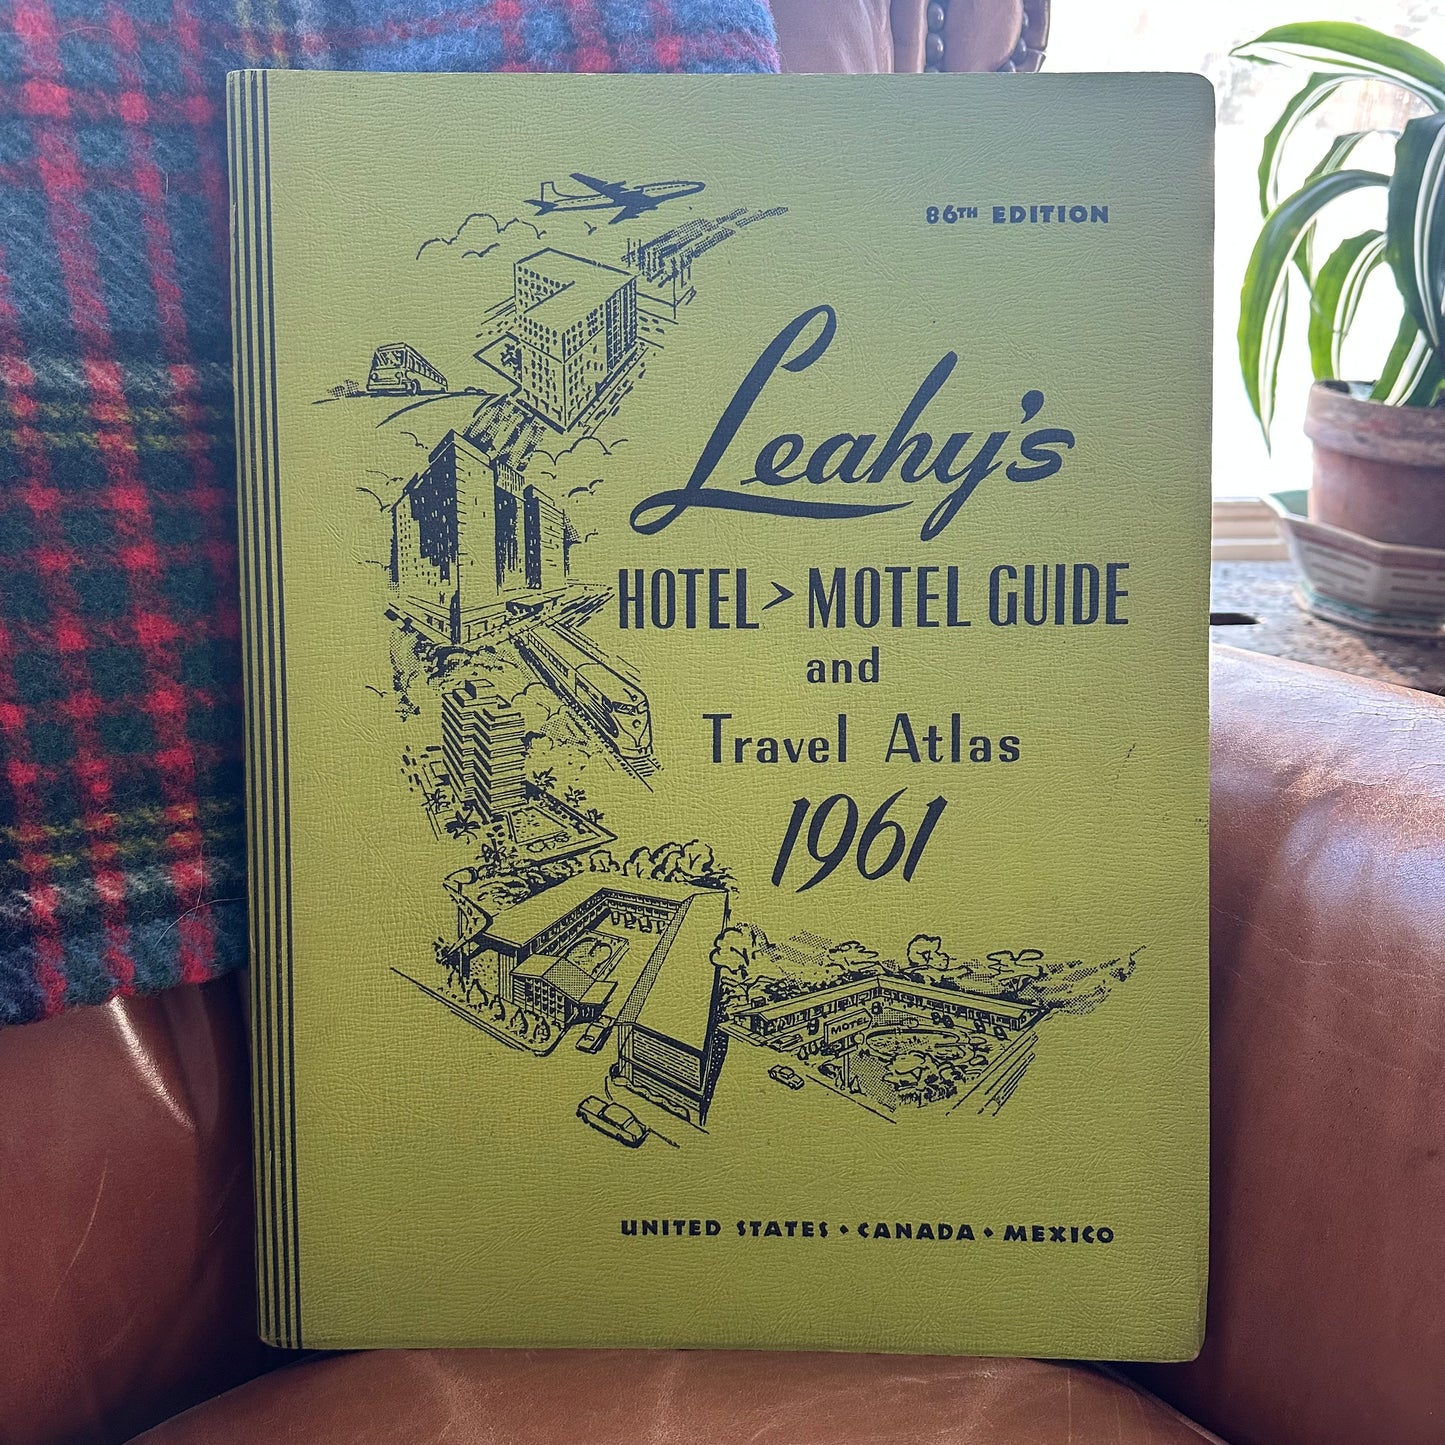 86TH EDITION
Leahy's
HOTEL > MOTEL GUIDE
and
Travel Atlas
1961
MOTEL
UNITED STATES • CANADA • MEXICO